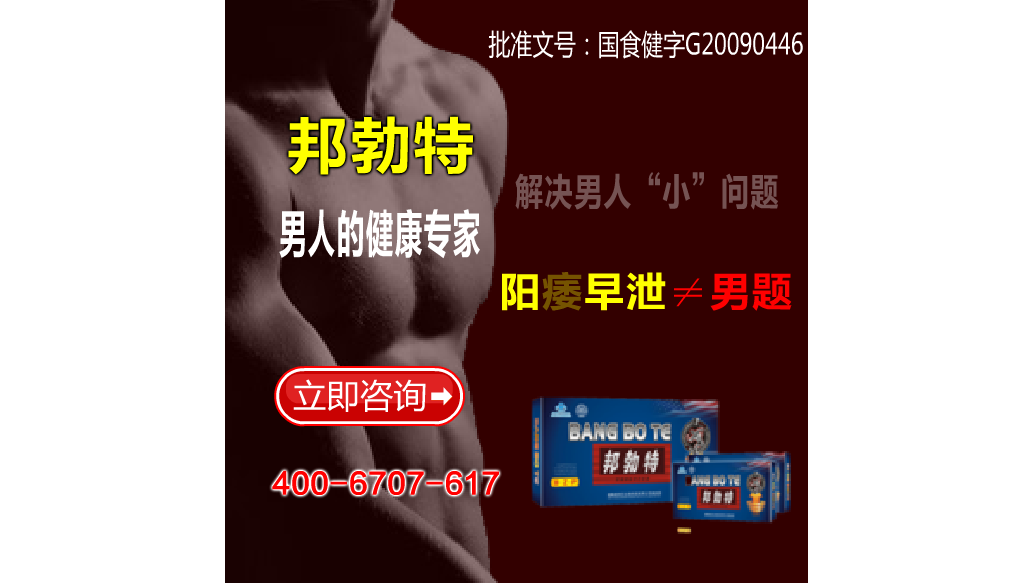 批准文号：国食健字G20090446
邦勃特
解决男人“小”问题
男人的健康专家
阳痿早泄≠男题
立即咨询
400-6707-617
BANG BO TE
邦勃特
BANG BO TE
邦勃特